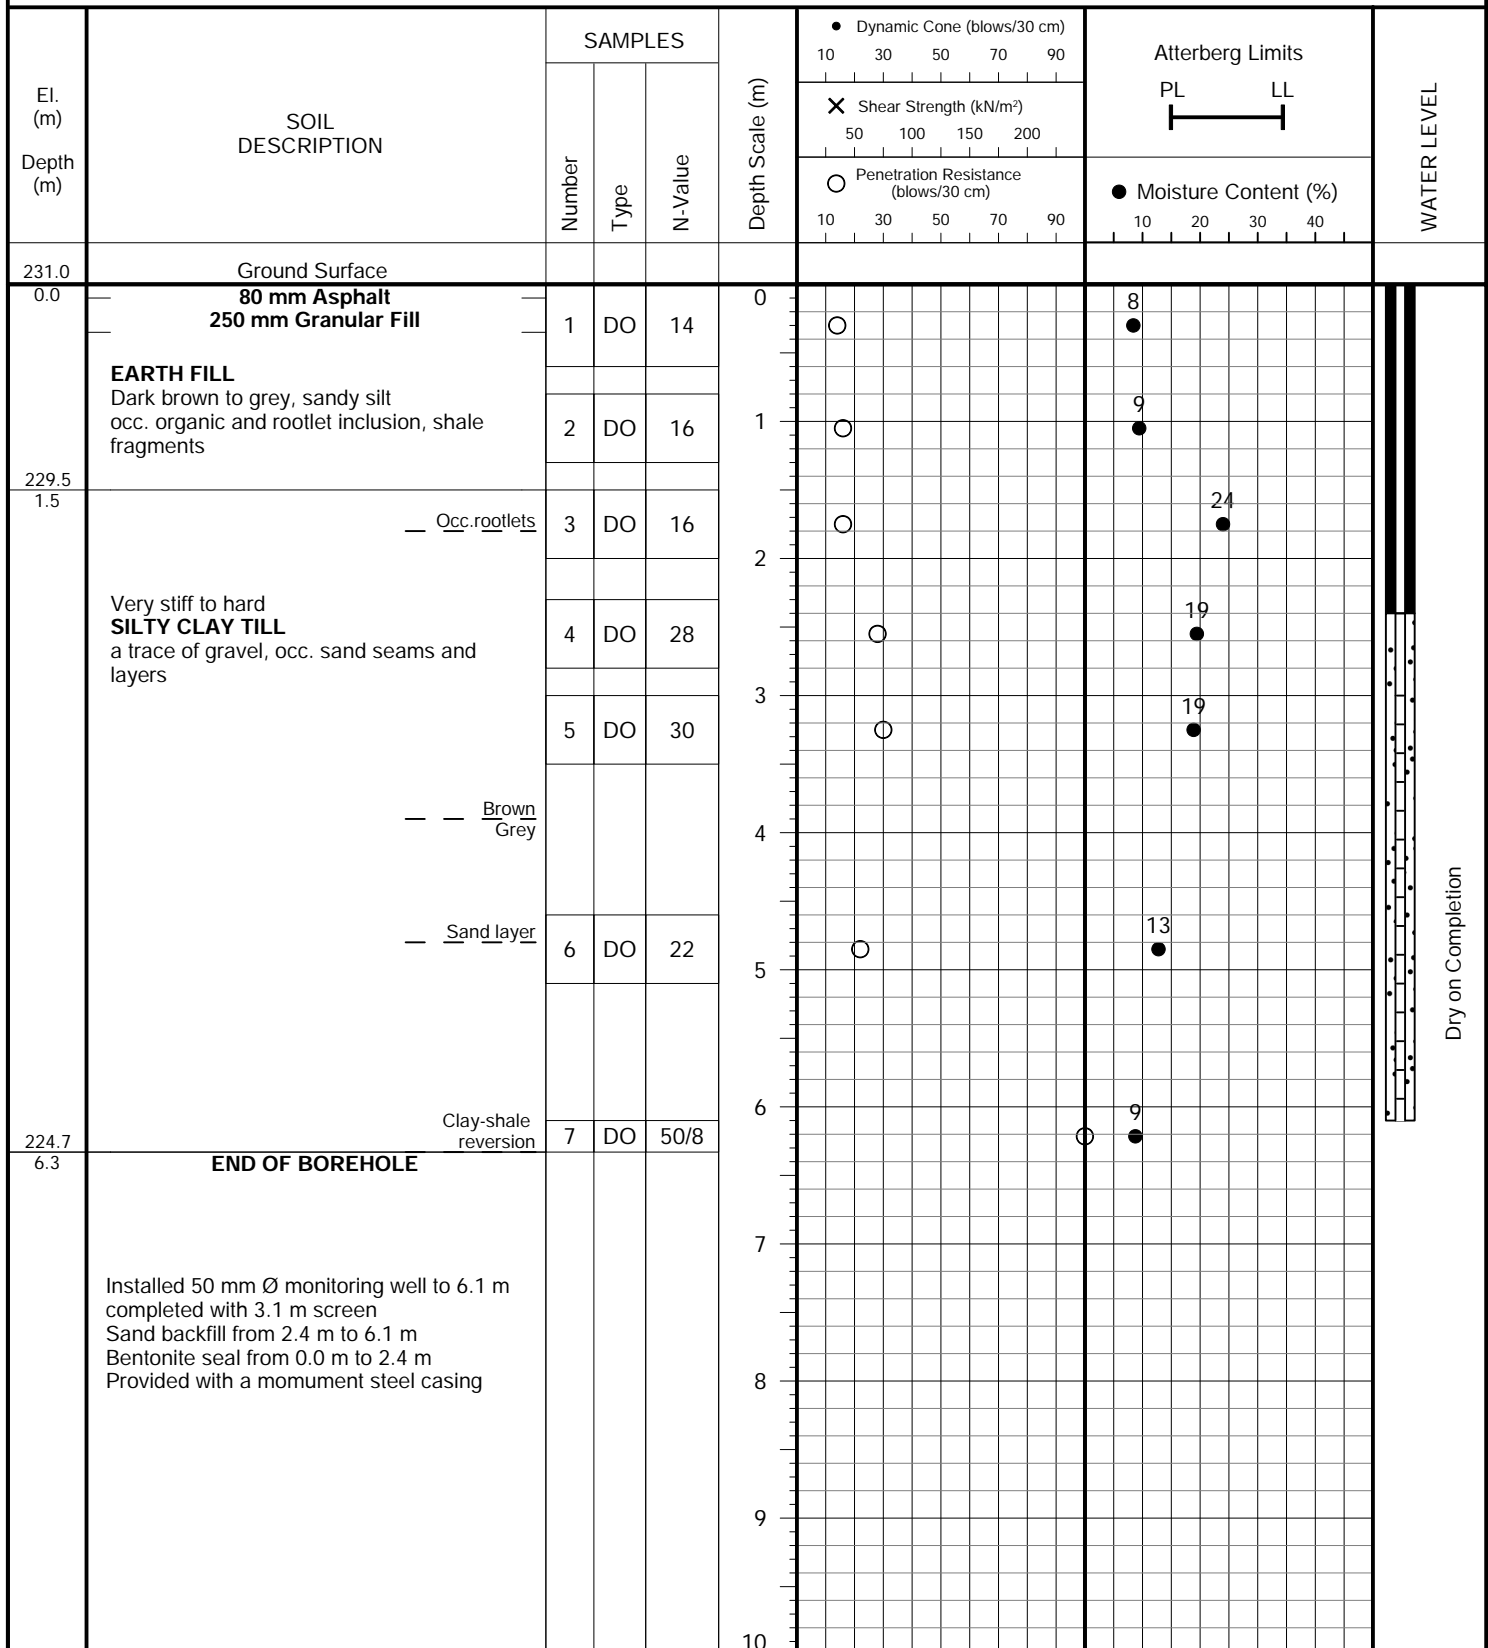 El.
(m)
Depth
(m)
SOIL
DESCRIPTION
SAMPLES
Number
Type
N-Value
Depth Scale (m)
Dynamic Cone (blows/30 cm)
10 30 50 70 90
Shear Strength (kN/m²)
50 100 150 200
Penetration Resistance
(blows/30 cm)
10 30 50 70 90
Atterberg Limits
PL LL
Moisture Content (%)
10 20 30 40
WATER LEVEL
231.0 Ground Surface
0.0 80 mm Asphalt 0
250 mm Granular Fill
1 DO 14 8
EARTH FILL
Dark brown to grey, sandy silt
occ. organic and rootlet inclusion, shale
fragments
2 DO 16 1 9
229.5
1.5
Occ.rootlets 3 DO 16 24
2
Very stiff to hard
SILTY CLAY TILL
a trace of gravel, occ. sand seams and
layers
4 DO 28 19
3
5 DO 30 19
Brown
Grey
4
Sand layer
6 DO 22 13
5
Dry on Completion
6
Clay-shale
reversion
7 DO 50/8 9
224.7
6.3 END OF BOREHOLE
7
Installed 50 mm Ø monitoring well to 6.1 m
completed with 3.1 m screen
Sand backfill from 2.4 m to 6.1 m
Bentonite seal from 0.0 m to 2.4 m
Provided with a momument steel casing
8
9
10